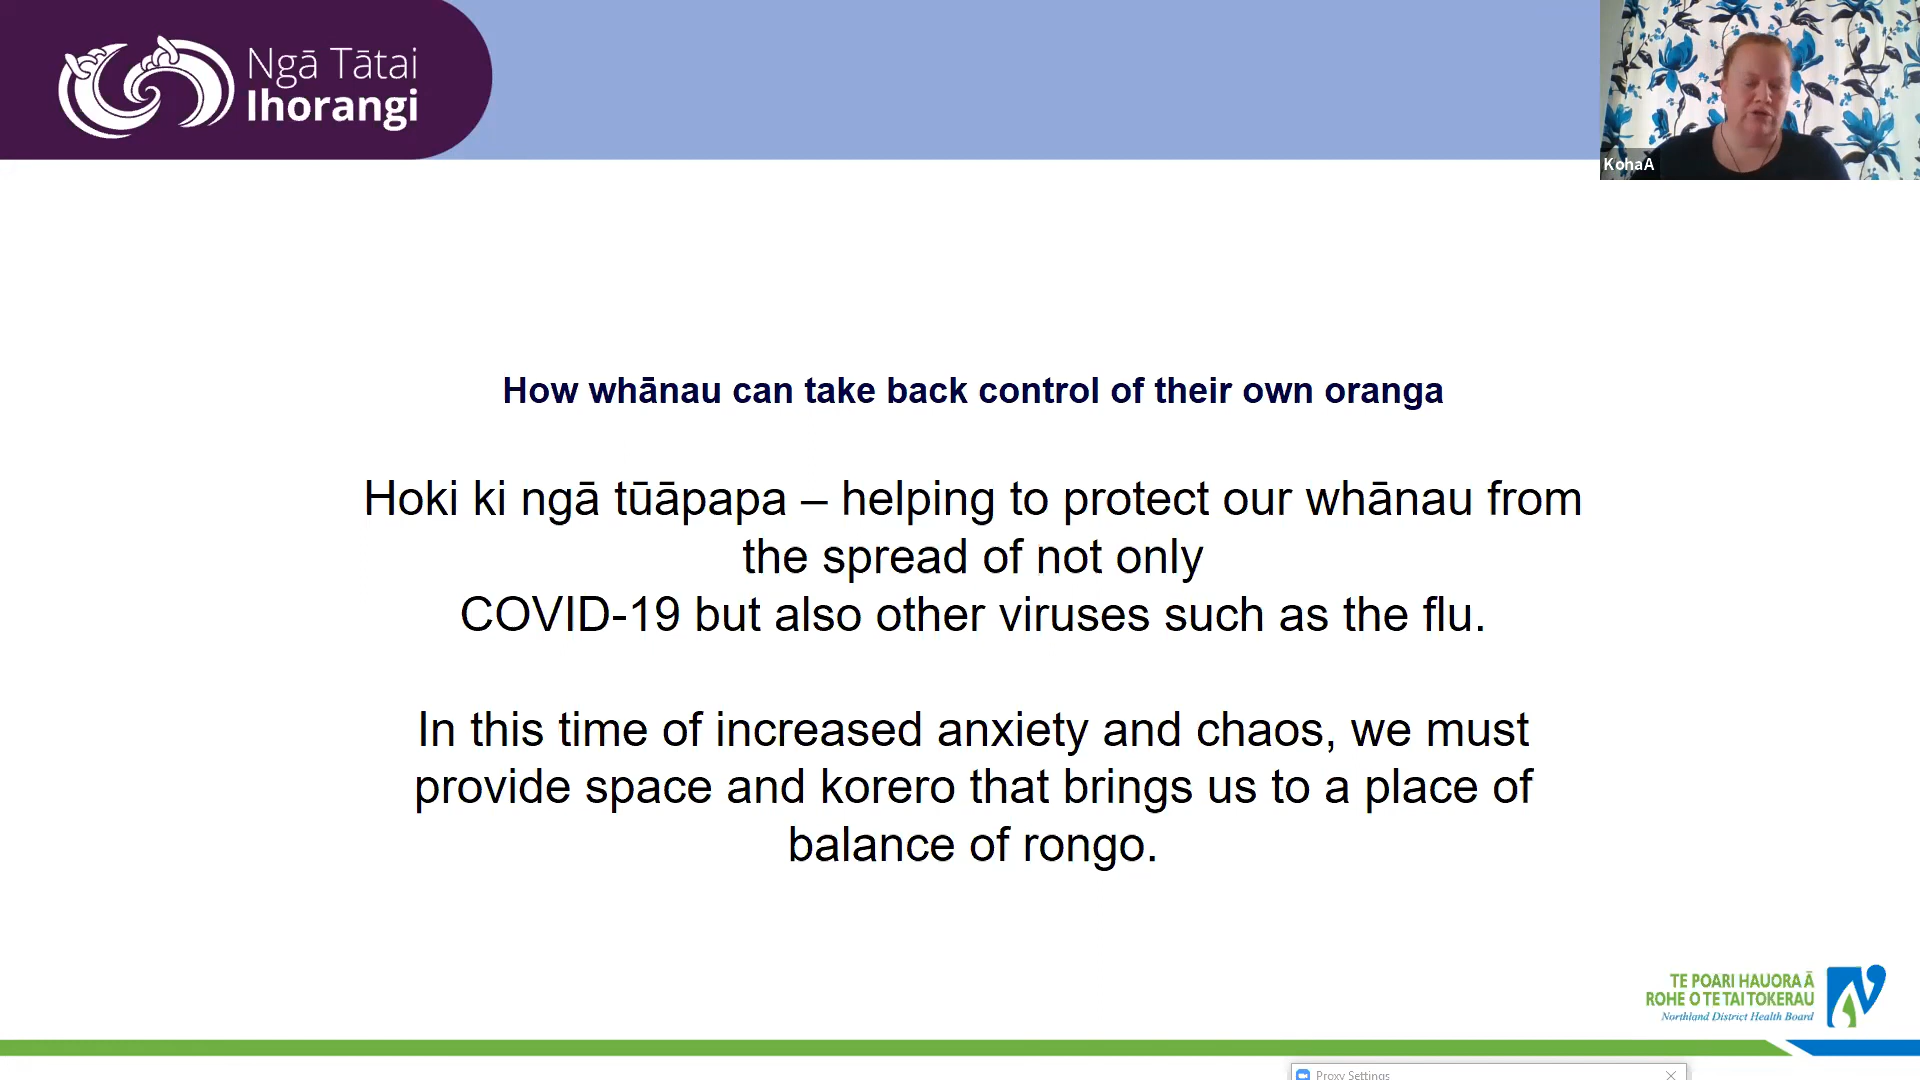 Ngā Tātai
Ihorangi
KohaA
How whānau can take back control of their own oranga
Hoki ki ngā tūāpapa – helping to protect our whānau from
the spread of not only
COVID-19 but also other viruses such as the flu.
In this time of increased anxiety and chaos, we must
provide space and korero that brings us to a place of
balance of rongo.
TE POARI HAUORA Ā
ROHE O TE TAI TOKERAU
Northland District Health Board
Proxy Settings